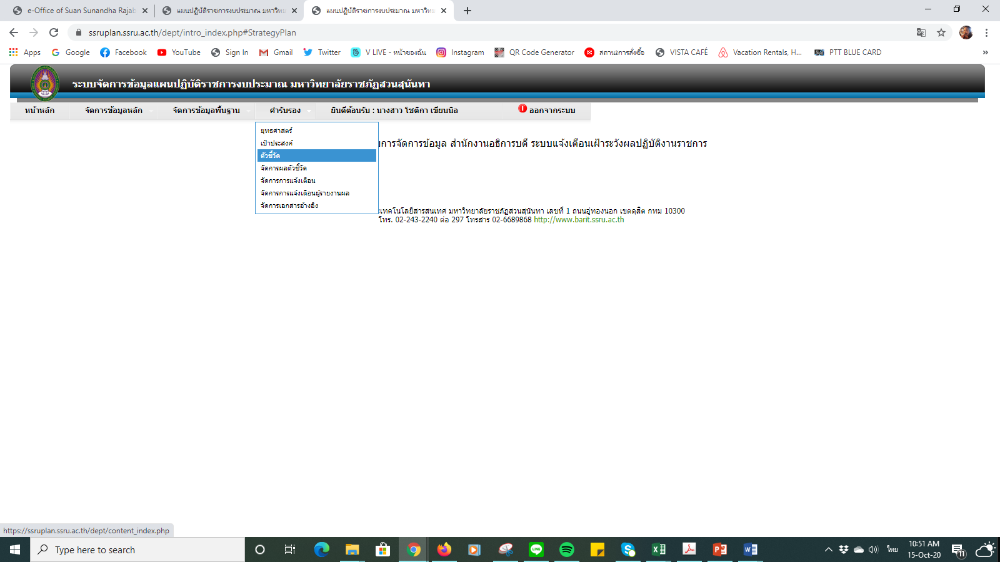 e-Office of Suan Sunandha Rajab
แผนปฏิบัติราชการงบประมาณ มหาวิทย
แผนปฏิบัติราชการงบประมาณ มหาวิทย
ssruplan.ssru.ac.th/dept/intro_index.php#StrategyPlan
Apps Google Facebook YouTube Sign In Gmail Twitter V LIVE - หน้าของฉัน Instagram QR Code Generator สถานะการสั่งซื้อ VISTA CAFÉ Vacation Rentals, H... PTT BLUE CARD »
ระบบจัดการข้อมูลแผนปฏิบัติราชการงบประมาณ มหาวิทยาลัยราชภัฏสวนสุนันทา
หน้าหลัก จัดการข้อมูลหลัก จัดการข้อมูลพื้นฐาน คำรับรอง ยินดีต้อนรับ : นางสาว โชติกา เขียนนิล ออกจากระบบ
ยุทธศาสตร์
เป้าประสงค์
ตัวชี้วัด
จัดการผลตัวชี้วัด
จัดการการแจ้งเตือน
จัดการการแจ้งเตือนผู้รายงานผล
จัดการเอกสารอ้างอิง
การจัดการข้อมูล สำนักงานอธิการบดี ระบบแจ้งเตือนเฝ้าระวังผลปฏิบัติงานราชการ
เทคโนโลยีสารสนเทศ มหาวิทยาลัยราชภัฏสวนสุนันทา เลขที่ 1 ถนนอู่ทองนอก เขตดุสิต กทม 10300
โทร. 02-243-2240 ต่อ 297 โทรสาร 02-6689868 http://www.barit.ssru.ac.th
https://ssruplan.ssru.ac.th/dept/content_index.php
Type here to search
ไทย
10:51 AM
15-Oct-20
11